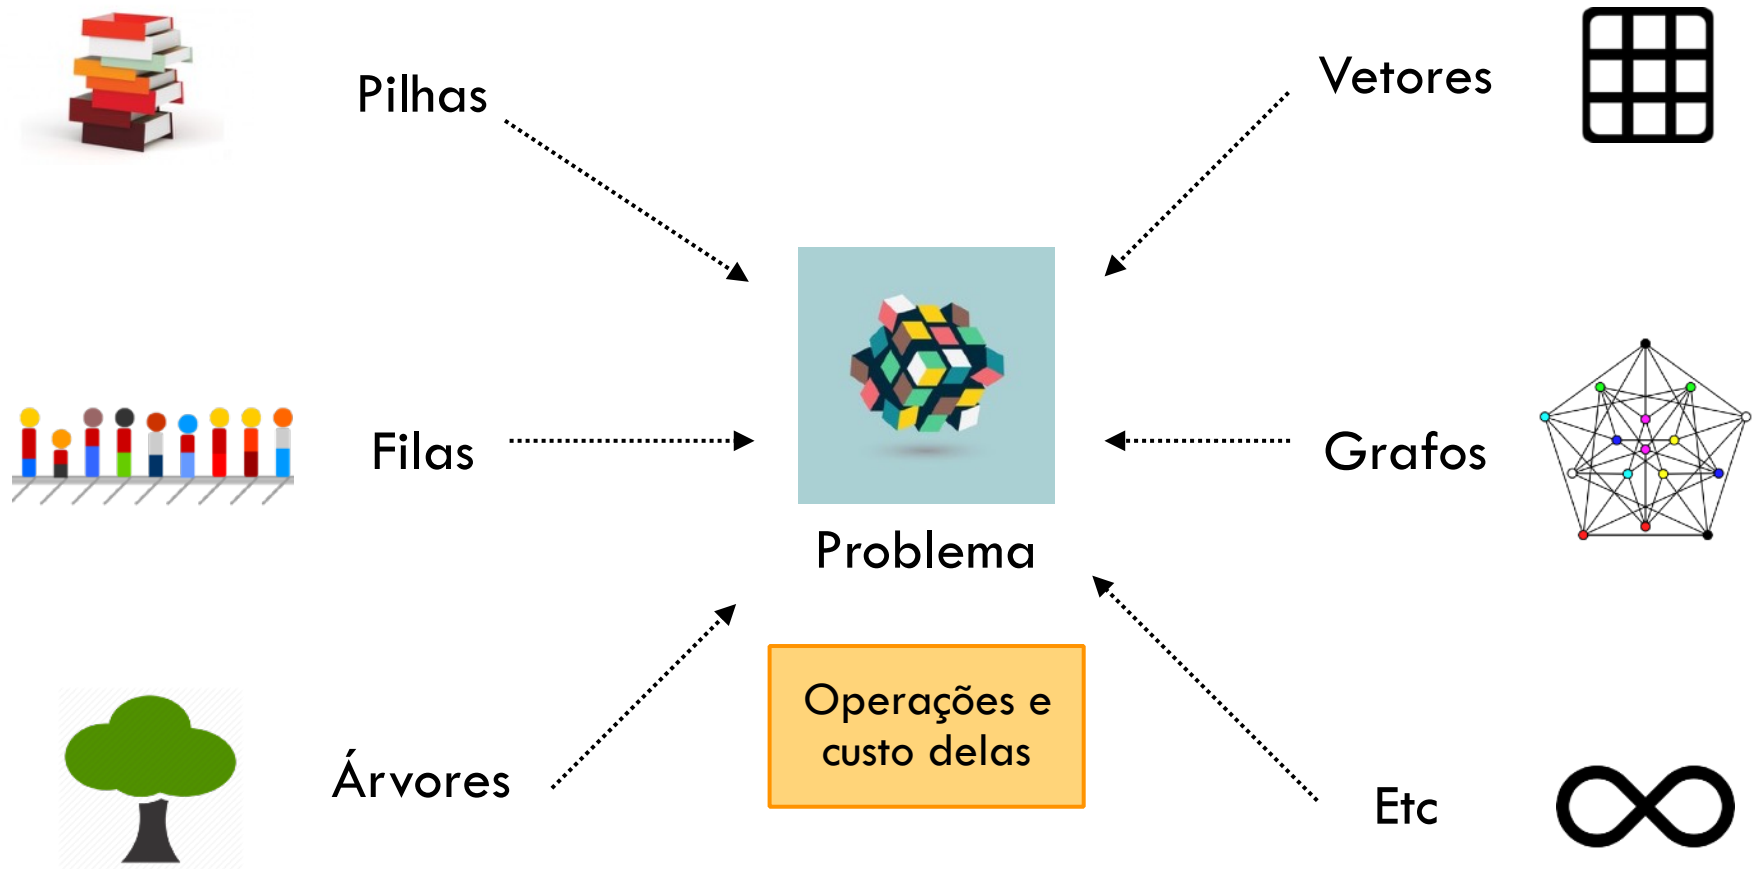 Pilhas
Vetores
Filas
Grafos
Problema
Operações e
custo delas
Árvores
Etc